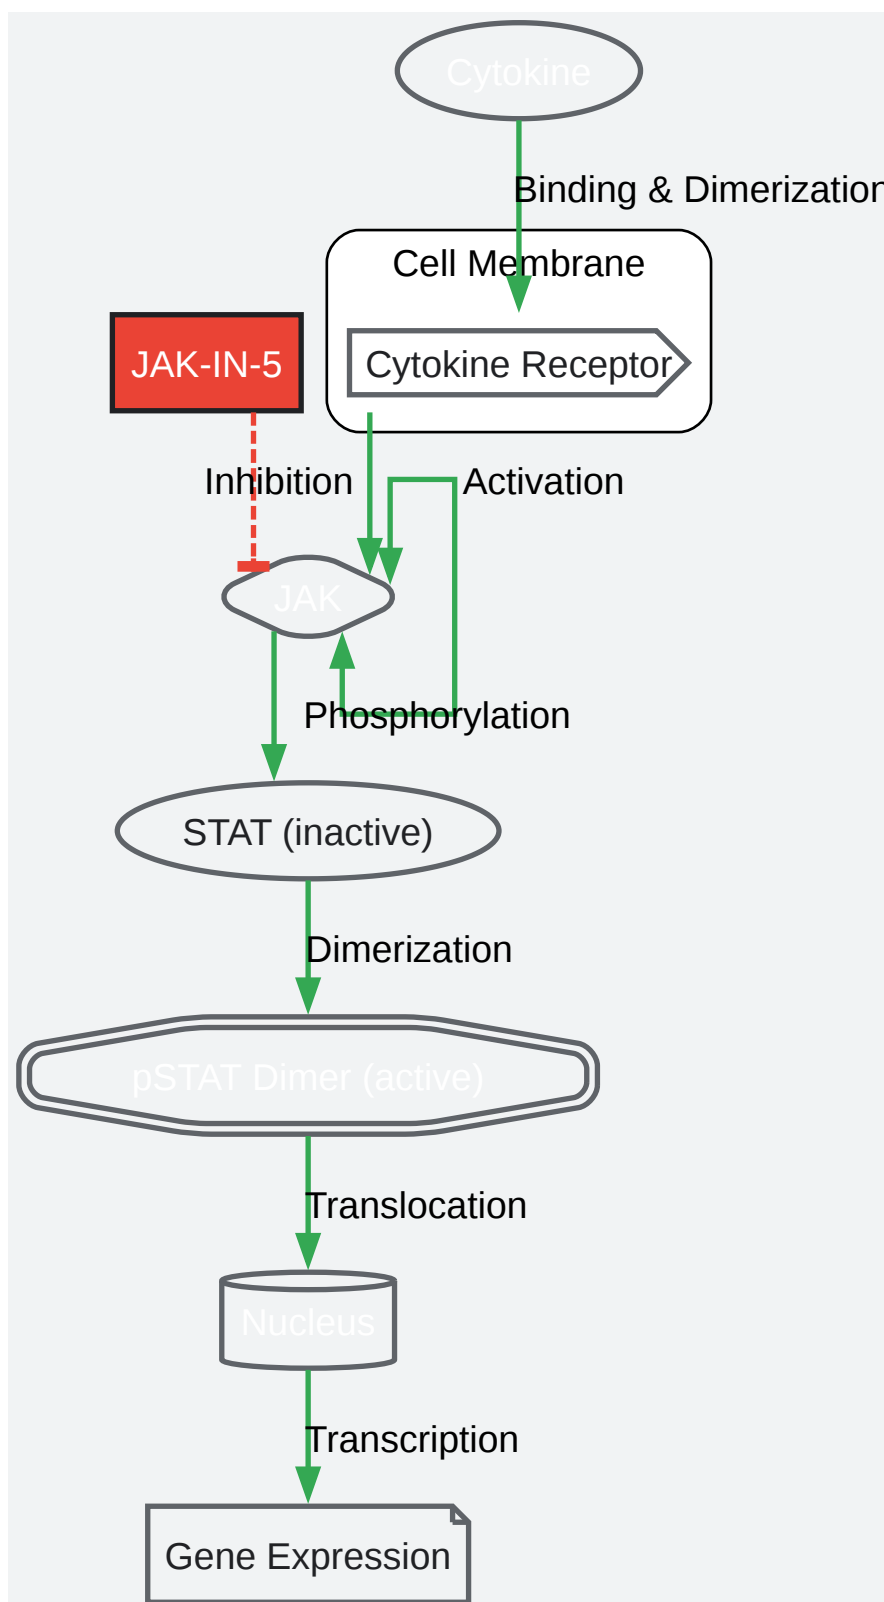 Cytokine
Binding & Dimerization
Cell Membrane
JAK-IN-5
Cytokine Receptor
Inhibition
Activation
JAK
Phosphorylation
STAT (inactive)
Dimerization
pSTAT Dimer (active)
Translocation
Nucleus
Transcription
Gene Expression